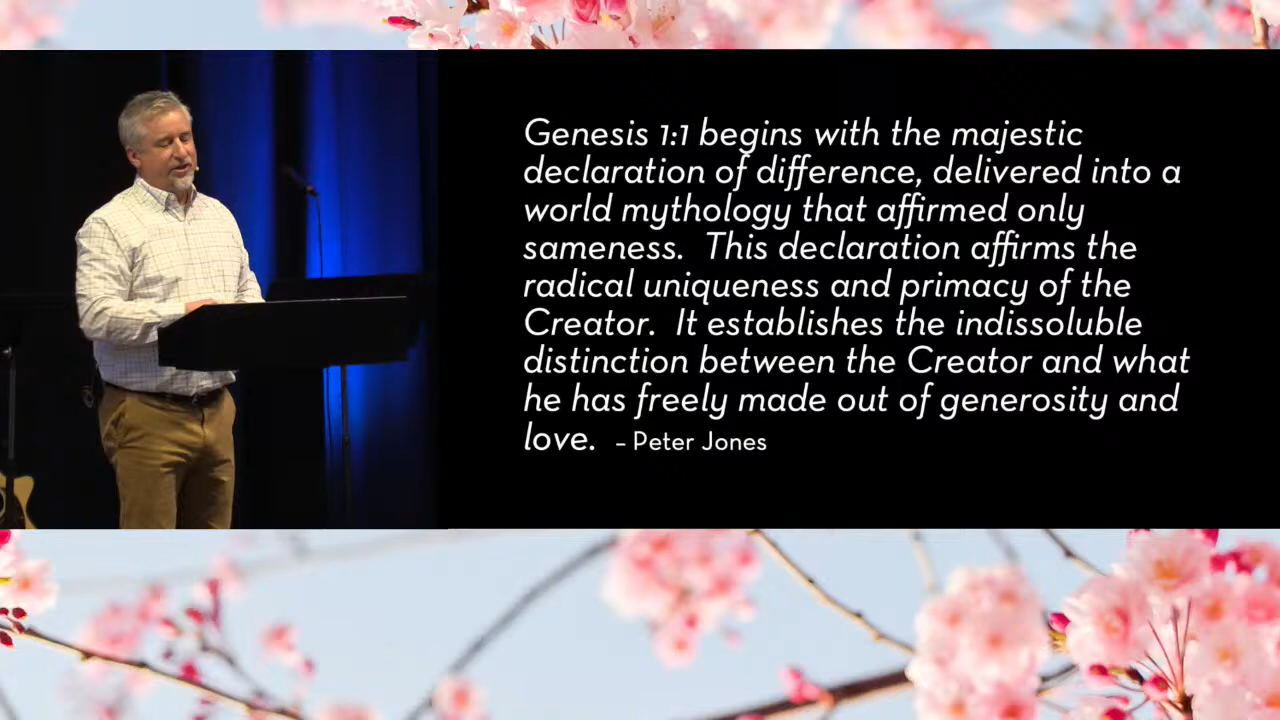 Genesis 1:1 begins with the majestic
declaration of difference, delivered into a
world mythology that affirmed only
sameness.  This declaration affirms the
radical uniqueness and primacy of the
Creator.  It establishes the indissoluble
distinction between the Creator and what
he has freely made out of generosity and
love.  – Peter Jones